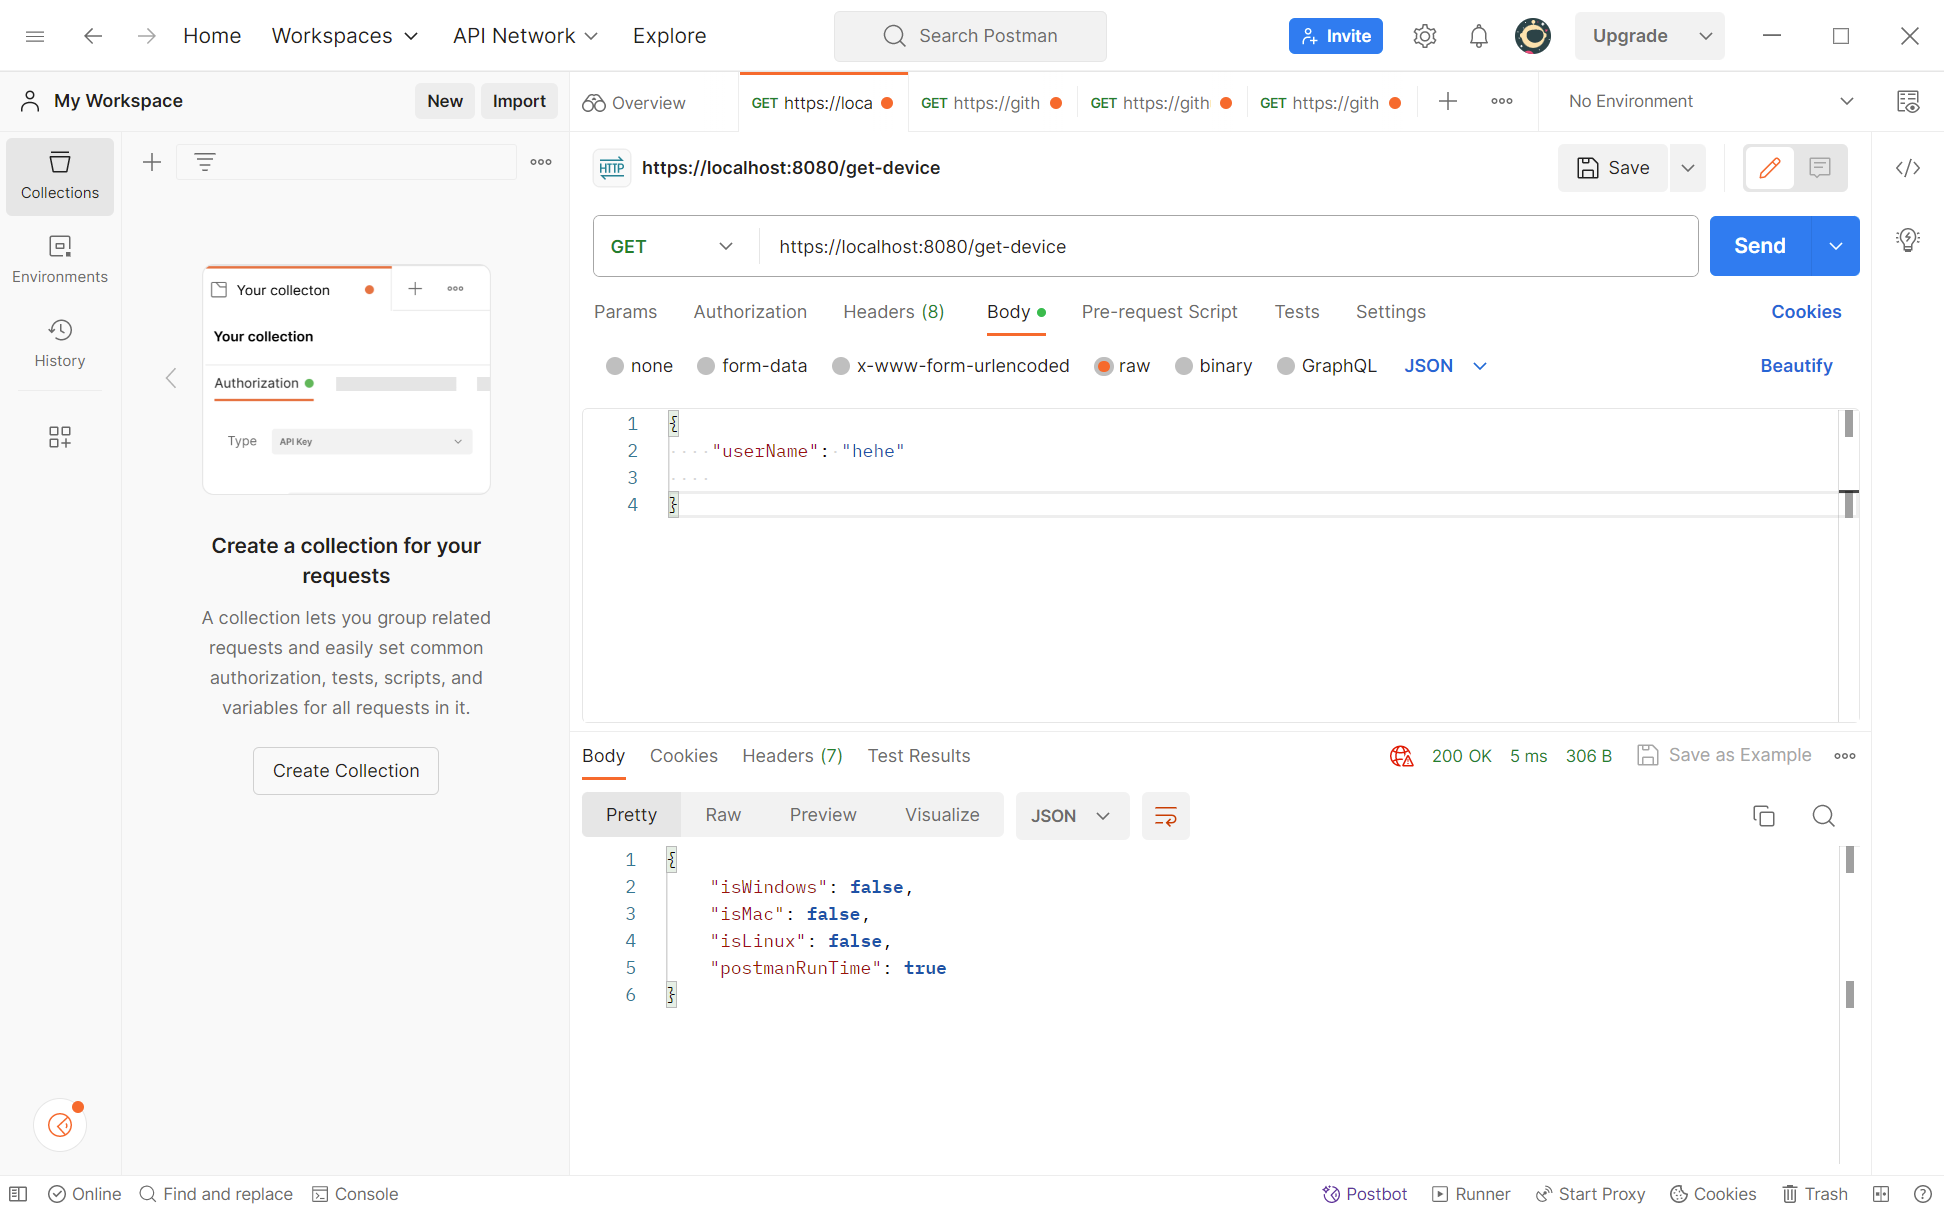 Home Workspaces API Network Explore Search Postman Invite Upgrade
My Workspace New Import Overview GET https://loca GET https://gith GET https://gith GET https://gith No Environment
Collections
Environments
History
Your collecton
Your collection
Authorization
Type API Key
Create a collection for your
requests
A collection lets you group related
requests and easily set common
authorization, tests, scripts, and
variables for all requests in it.
Create Collection
HTTP https://localhost:8080/get-device Save
GET https://localhost:8080/get-device Send
Params Authorization Headers (8) Body Pre-request Script Tests Settings Cookies
none form-data x-www-form-urlencoded raw binary GraphQL JSON Beautify
1 {
2 "userName": "hehe"
3
4 }
Body Cookies Headers (7) Test Results 200 OK 5 ms 306 B Save as Example
Pretty Raw Preview Visualize JSON
1 {
2 "isWindows": false,
3 "isMac": false,
4 "isLinux": false,
5 "postmanRunTime": true
6 }
Online Find and replace Console Postbot Runner Start Proxy Cookies Trash